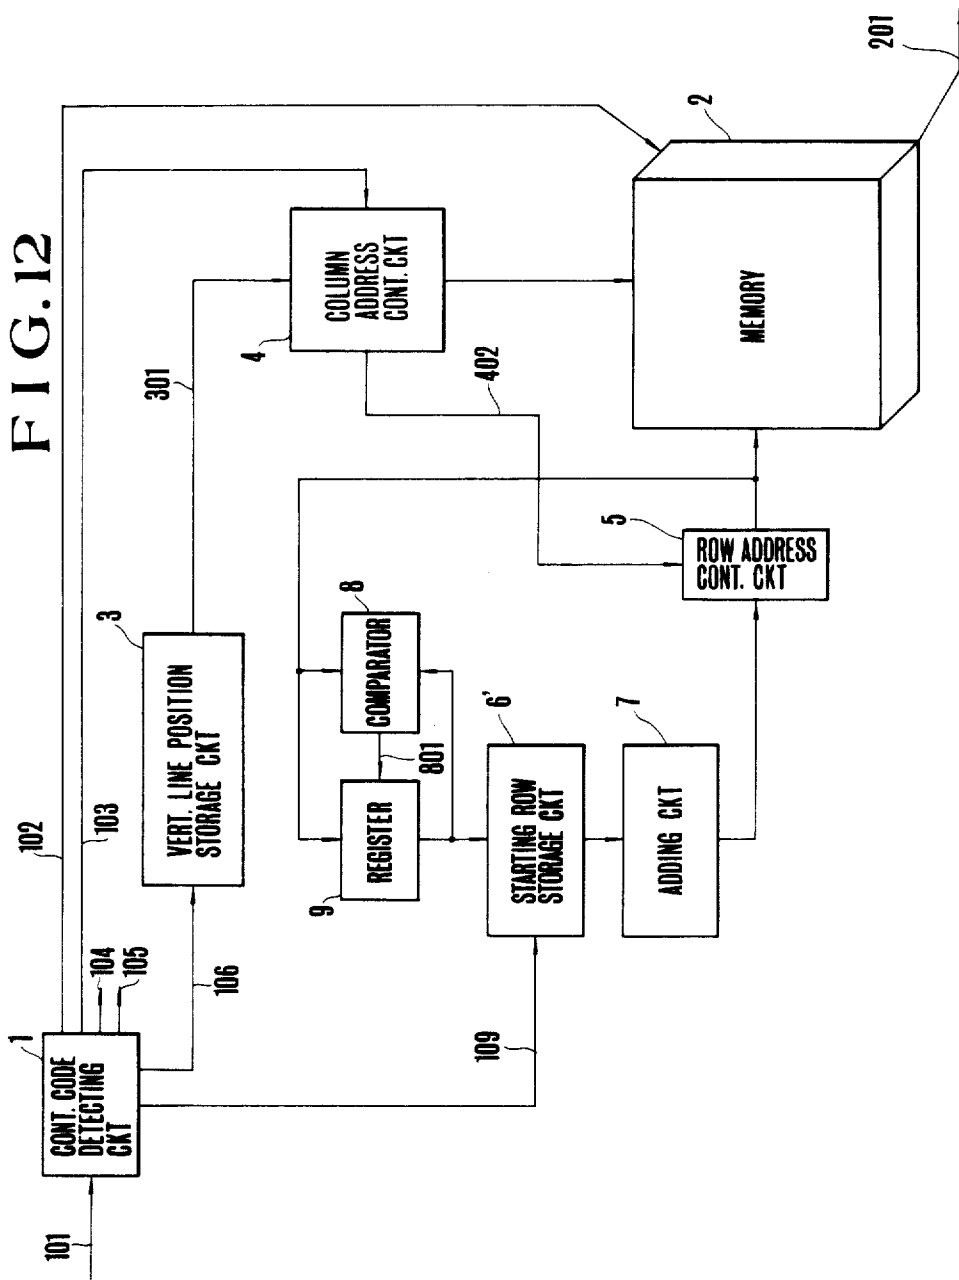 FIG.12
101
CONT. CODE
DETECTING
CKT
1
102
103
104
105
106
109
VERT. LINE POSITION
STORAGE CKT
3
301
COLUMN
ADDRESS
CONT. CKT
4
402
REGISTER
9
801
COMPARATOR
8
STARTING ROW
STORAGE CKT
6'
ADDING CKT
7
ROW ADDRESS
CONT. CKT
5
MEMORY
2
201